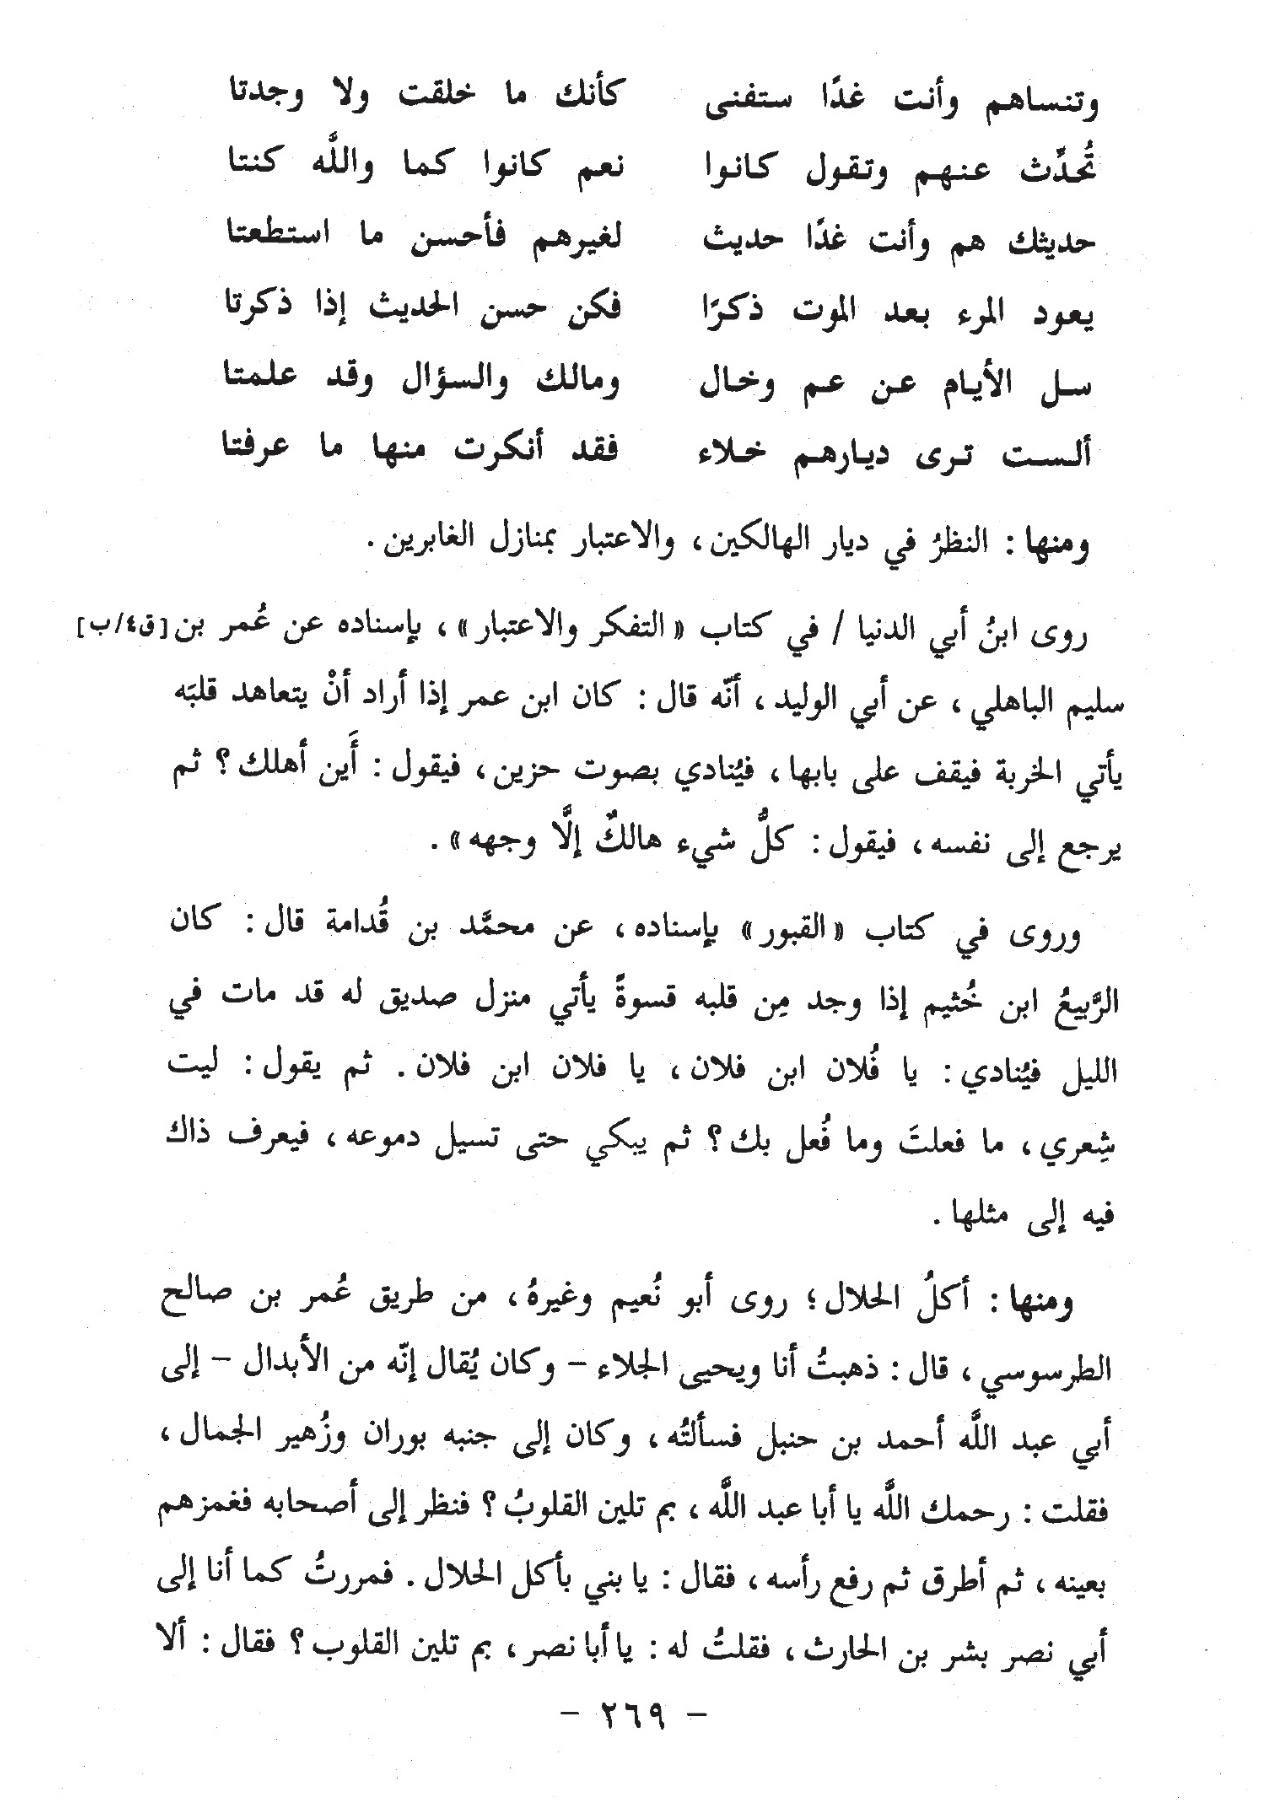 وتنساهم وأنت غدًا ستفنى كأنك ما خلقت ولا وجدتا
تُحدِّث عنهم وتقول كانوا نعم كانوا كما واللَّه كنتا
حديثك هم وأنت غدًا حديث لغيرهم فأحسن ما استطعتا
يعود المرء بعد الموت ذكرًا فكن حسن الحديث إذا ذكرتا
سل الأيام عن عم وخال ومالك والسؤال وقد علمتا
ألست ترى ديارهم خلاء فقد أنكرت منها ما عرفتا
ومنها: النظرُ في ديار الهالكين، والاعتبار بمنازل الغابرين.
روى ابنُ أبي الدنيا / في كتاب «التفكر والاعتبار»، بإسناده عن عُمر بن [ق٤/ب]
سليم الباهلي، عن أبي الوليد، أنّه قال: كان ابن عمر إذا أراد أنْ يتعاهد قلبَه
يأتي الخربة فيقف على بابها، فيُنادي بصوت حزين، فيقول: أَين أهلك؟ ثم
يرجع إلى نفسه، فيقول: كلُّ شيء هالكٌ إلَّا وجهه».
وروى في كتاب «القبور» بإسناده، عن محمَّد بن قُدامة قال: كان
الرَّبيعُ ابن خُثيم إذا وجد مِن قلبه قسوةً يأتي منزل صديق له قد مات في
الليل فيُنادي: يا فُلان ابن فلان، يا فلان ابن فلان. ثم يقول: ليت
شِعري، ما فعلتَ وما فُعل بك؟ ثم يبكي حتى تسيل دموعه، فيعرف ذاك
فيه إلى مثلها.
ومنها: أكلُ الحلال؛ روى أبو نُعيم وغيرهُ، من طريق عُمر بن صالح
الطرسوسي، قال: ذهبتُ أنا ويحيى الجلاء – وكان يُقال إنّه من الأبدال – إلى
أبي عبد اللَّه أحمد بن حنبل فسألتُه، وكان إلى جنبه بوران وزُهير الجمال،
فقلت: رحمك اللَّه يا أبا عبد اللَّه، بم تلين القلوبُ؟ فنظر إلى أصحابه فغمزهم
بعينه، ثم أطرق ثم رفع رأسه، فقال: يا بني بأكل الحلال. فمررتُ كما أنا إلى
أبي نصر بشر بن الحارث، فقلتُ له: يا أبا نصر، بم تلين القلوب؟ فقال: ألا
– ٢٦٩ –